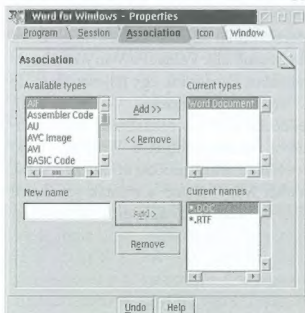 Word for Windows - Properties
Program Session Association Icon Window
Association
Available types
Current types
AIF
Assembler Code
AU
AVC Image
AVI
BASIC Code
Add >>
<< Remove
Word Document
New name
Current names
Add >
Remove
*.DOC
*.RTF
Undo Help